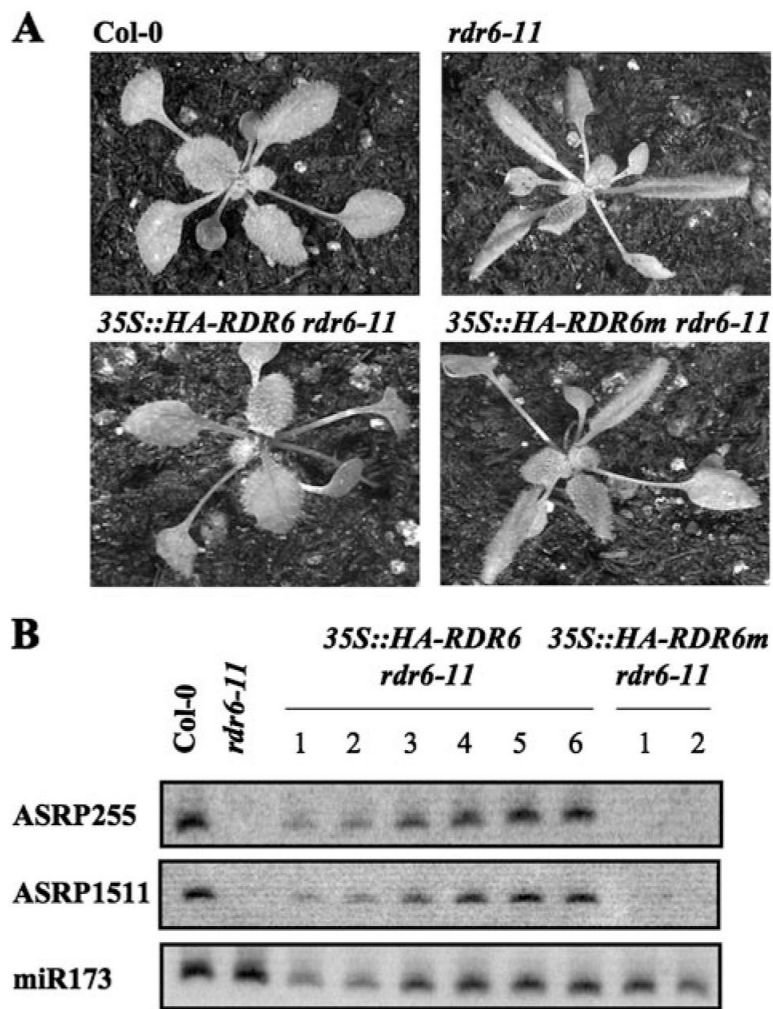 A
Col-0
rdr6-11
35S::HA-RDR6 rdr6-11
35S::HA-RDR6m rdr6-11
B
35S::HA-RDR6 35S::HA-RDR6m
rdr6-11 rdr6-11
Col-0
rdr6-11
1 2 3 4 5 6 1 2
ASRP255
ASRP1511
miR173